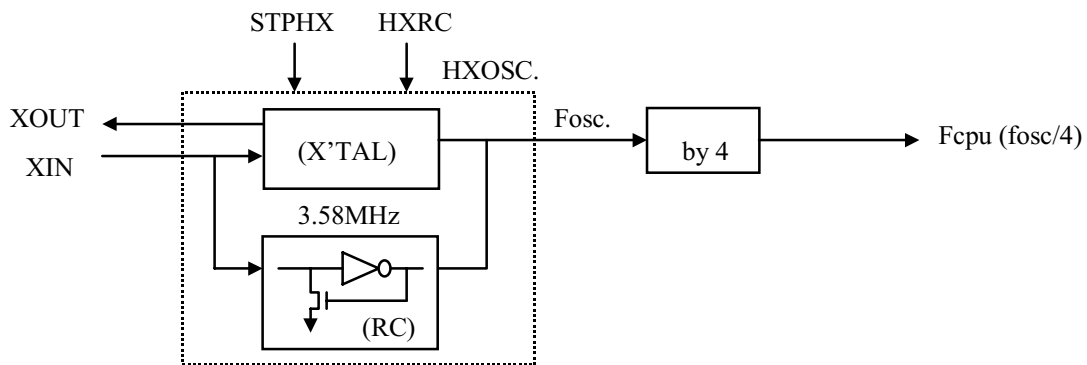 STPHX HXRC
HXOSC.
XOUT
XIN
(X’TAL)
3.58MHz
(RC)
Fosc.
by 4
Fcpu (fosc/4)